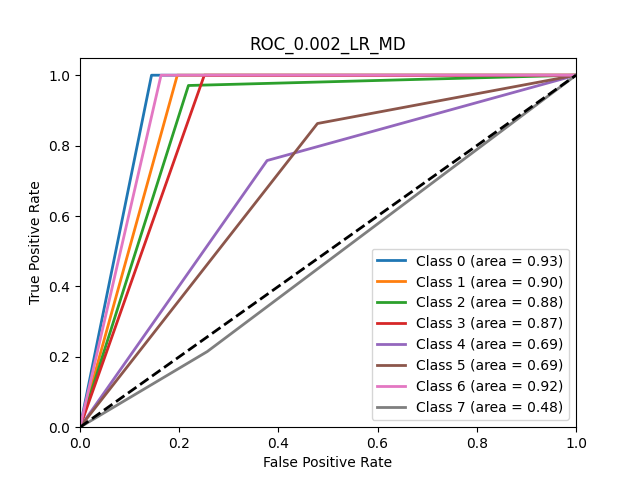 ROC_0.002_LR_MD
True Positive Rate
1.0
0.8
0.6
0.4
0.2
0.0
Class 0 (area = 0.93)
Class 1 (area = 0.90)
Class 2 (area = 0.88)
Class 3 (area = 0.87)
Class 4 (area = 0.69)
Class 5 (area = 0.69)
Class 6 (area = 0.92)
Class 7 (area = 0.48)
0.0 0.2 0.4 0.6 0.8 1.0
False Positive Rate